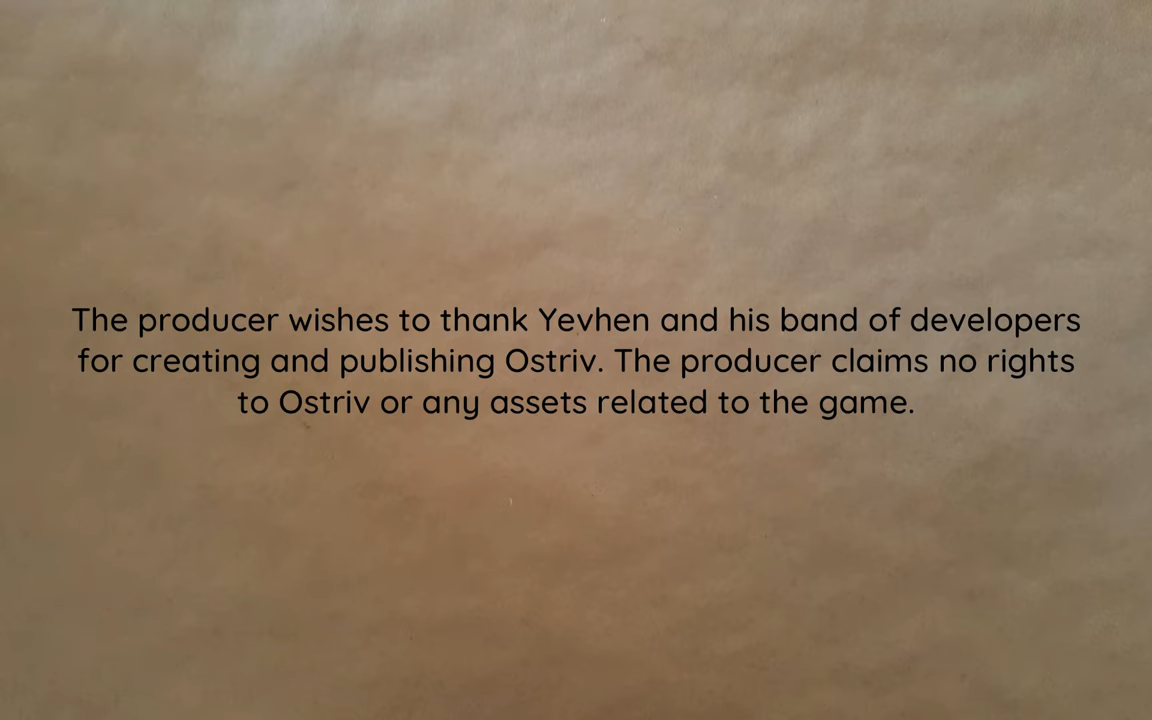 The producer wishes to thank Yevhen and his band of developers
for creating and publishing Ostriv. The producer claims no rights
to Ostriv or any assets related to the game.